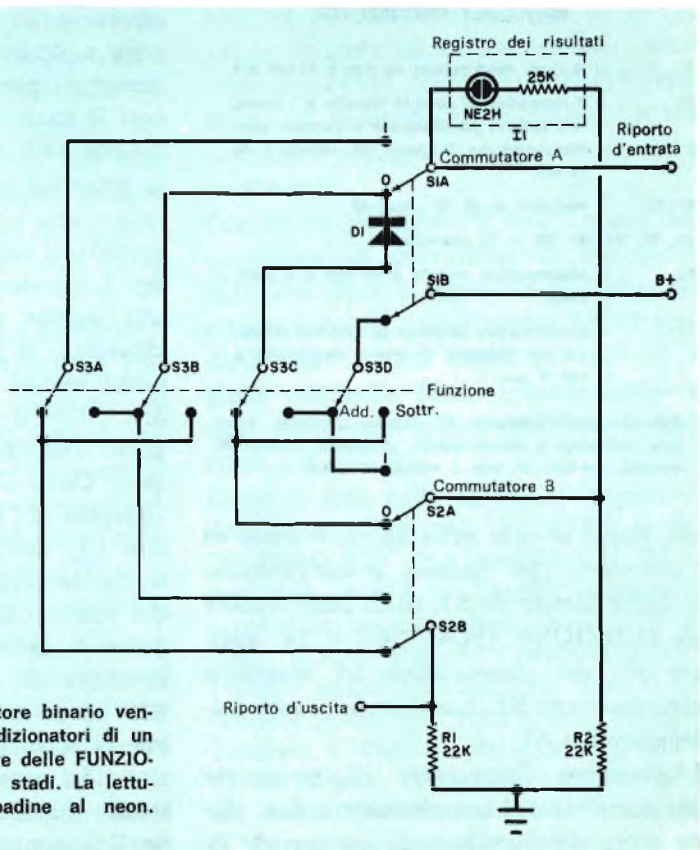 Registro dei risultati
25K
NE2H
I1
Riporto
d'entrata
I
Commutatore A
O
S1A
D1
S1B
B+
S3A
S3B
S3C
S3D
Funzione
Add.
Sottr.
I
O
Commutatore B
S2A
I
O
S2B
Riporto d'uscita
R1
22K
R2
22K
tore binario ven-
dizionatori di un
e delle FUNZIO-
stadi. La lettu-
padine al neon.